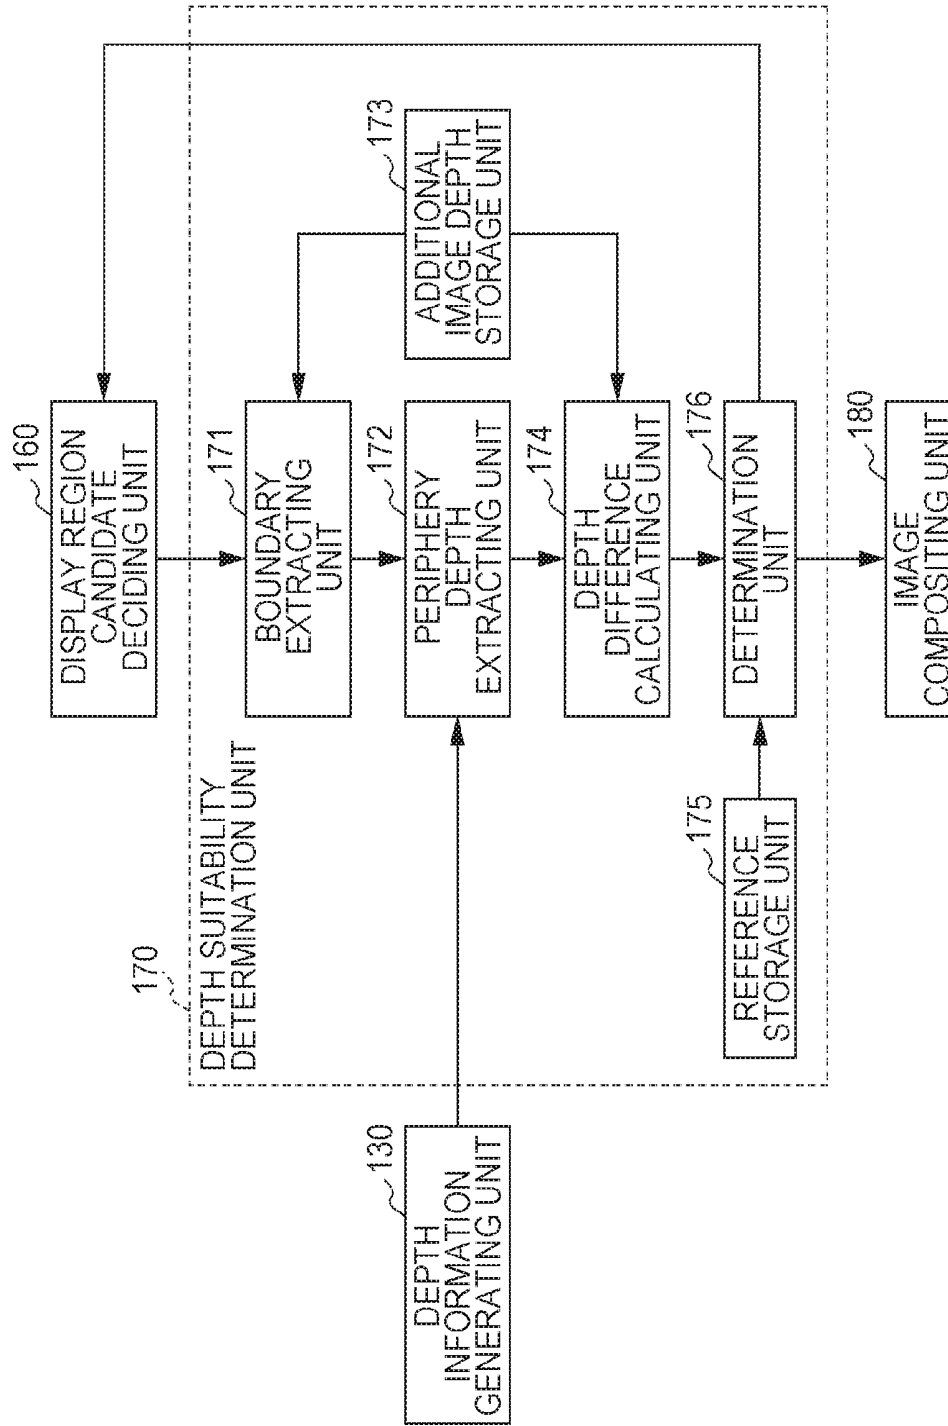 160
DISPLAY REGION
CANDIDATE
DECIDING UNIT
170
DEPTH SUITABILITY
DETERMINATION UNIT
171
BOUNDARY
EXTRACTING
UNIT
173
ADDITIONAL
IMAGE DEPTH
STORAGE UNIT
130
DEPTH
INFORMATION
GENERATING UNIT
172
PERIPHERY
DEPTH
EXTRACTING UNIT
174
DEPTH
DIFFERENCE
CALCULATING UNIT
175
REFERENCE
STORAGE UNIT
176
DETERMINATION
UNIT
180
IMAGE
COMPOSITING UNIT